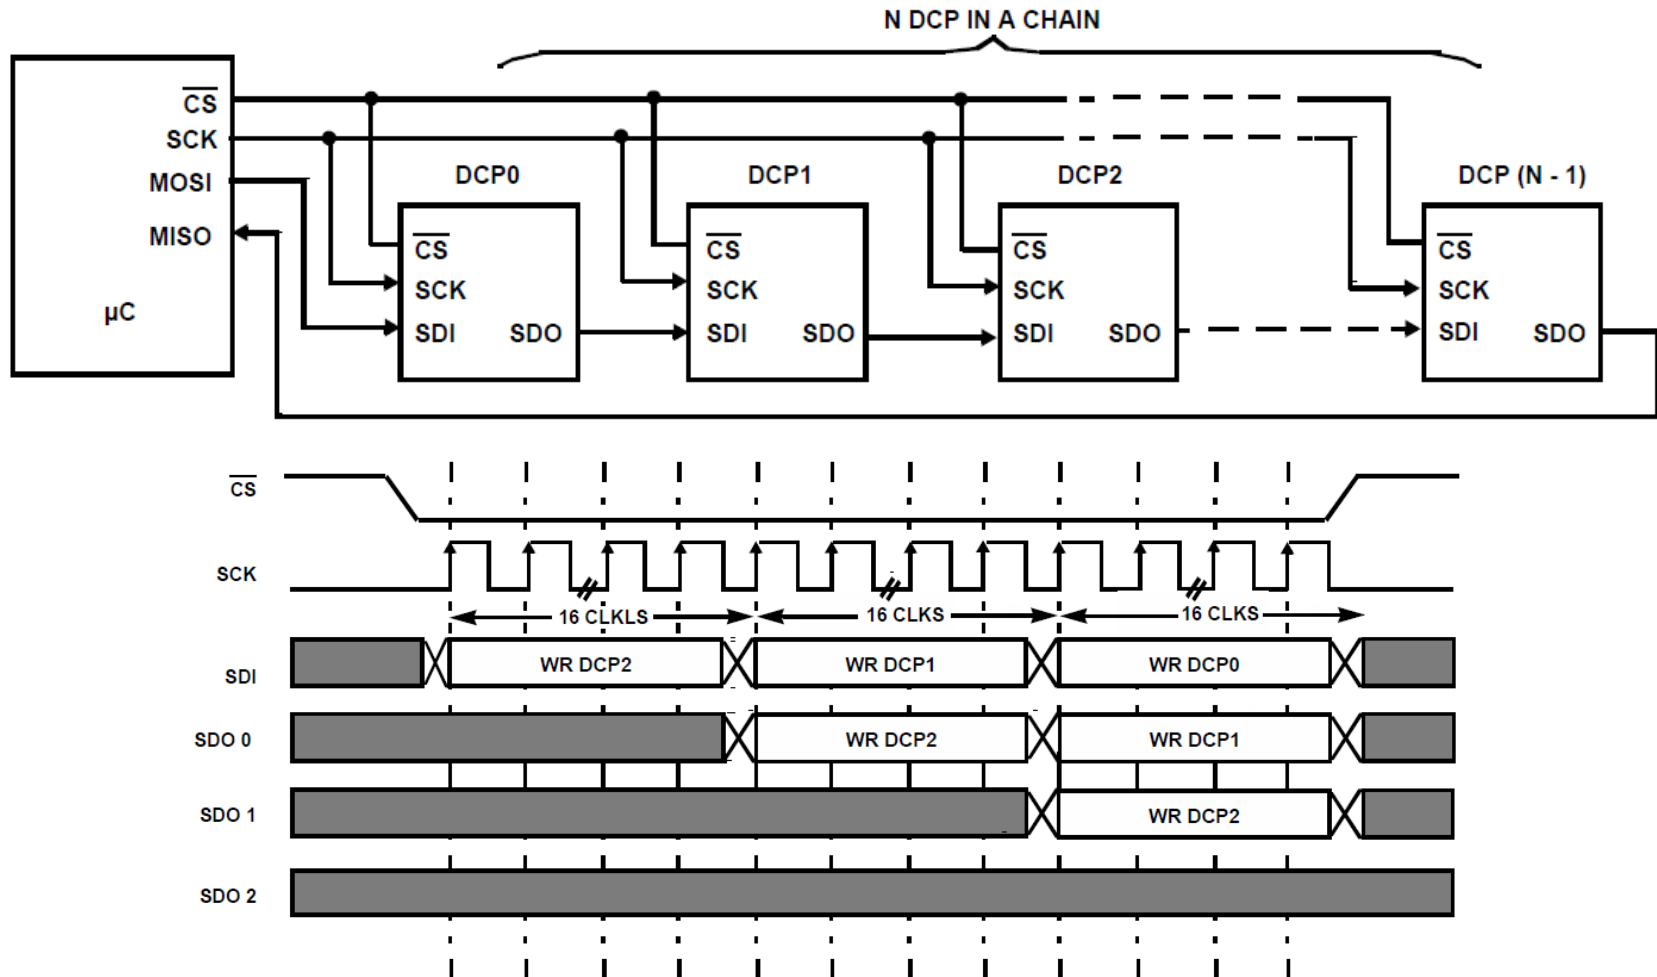 N DCP IN A CHAIN
CS
SCK
MOSI
MISO
µC
DCP0
CS
SCK
SDI SDO
DCP1
CS
SCK
SDI SDO
DCP2
CS
SCK
SDI SDO
DCP (N - 1)
CS
SCK
SDI SDO
CS
SCK
16 CLKLS 16 CLKS 16 CLKS
SDI WR DCP2 WR DCP1 WR DCP0
SDO 0 WR DCP2 WR DCP1
SDO 1 WR DCP2
SDO 2